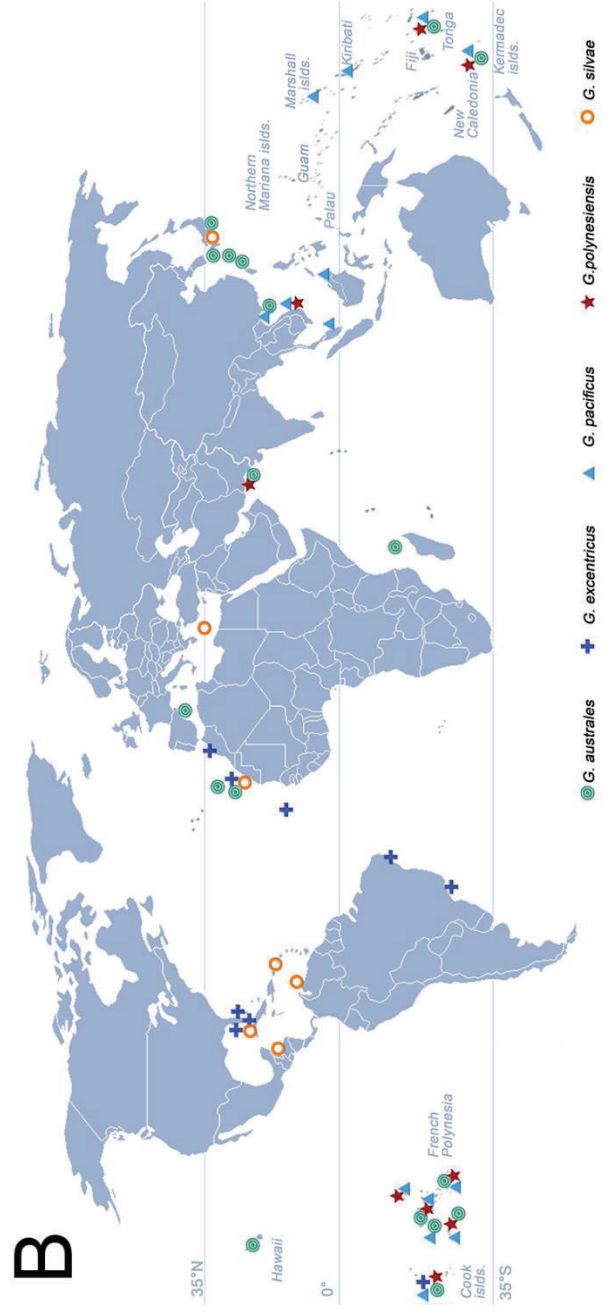 B
35°N
0°
35°S
Hawaii
Cook
islds.
French
Polynesia
Northern
Mariana islds.
Guam
Palau
Marshall
islds.
Kiribati
Fiji
Tonga
New
Caledonia
Kermadec
islds.
G. australes
G. excentricus
G. pacificus
G.polynesiensis
G. silvae